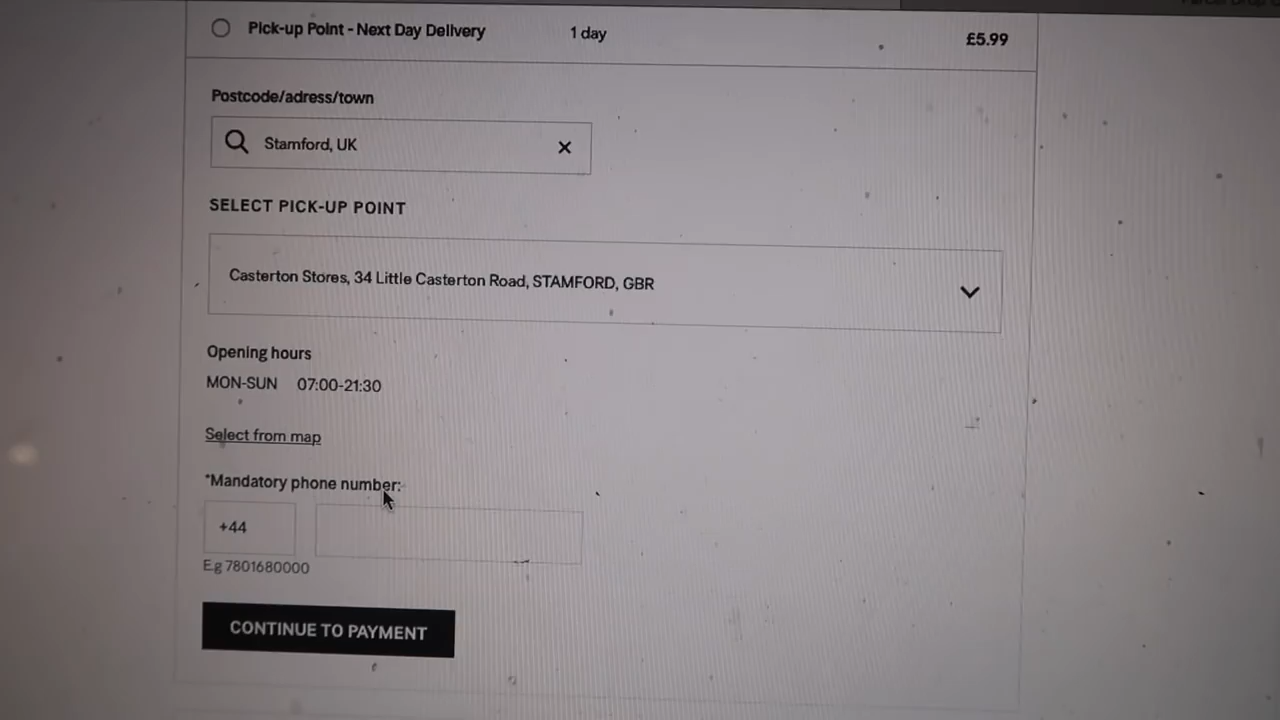 Pick-up Point - Next Day Delivery 1 day £5.99
Postcode/adress/town
Stamford, UK
SELECT PICK-UP POINT
Casterton Stores, 34 Little Casterton Road, STAMFORD, GBR
Opening hours
MON-SUN 07:00-21:30
Select from map
*Mandatory phone number:
+44
E.g 7801680000
CONTINUE TO PAYMENT